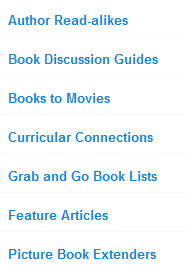 Author Read-alikes
Book Discussion Guides
Books to Movies
Curricular Connections
Grab and Go Book Lists
Feature Articles
Picture Book Extenders